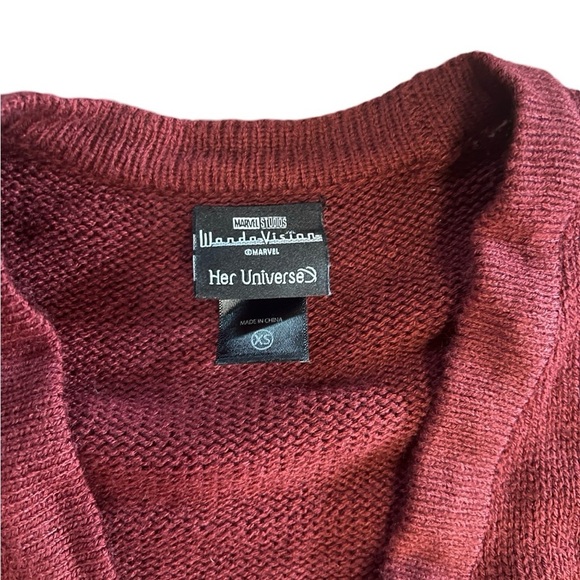 MARVEL STUDIOS
WandaVision
©MARVEL
Her Universe
MADE IN CHINA
XS